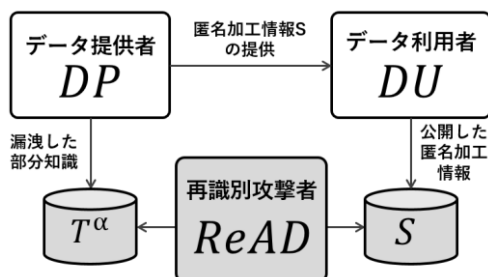 データ提供者
DP
匿名加工情報S
の提供
データ利用者
DU
漏洩した
部分知識
公開した
匿名加工
情報
再識別攻撃者
ReAD
Tα
S